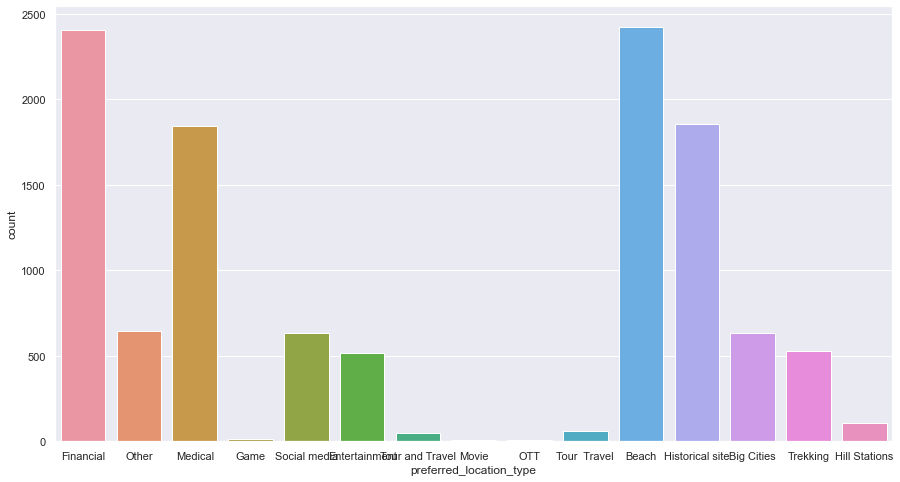 2500
2000
1500
1000
500
0
count
Financial Other Medical Game Social media Entertainment Tour and Travel Movie OTT Tour  Travel Beach Historical site Big Cities Trekking Hill Stations
preferred_location_type